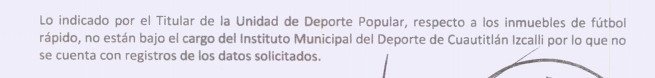 Lo indicado por el Titular de la Unidad de Deporte Popular, respecto a los inmuebles de fútbol
rápido, no están bajo el cargo del Instituto Municipal del Deporte de Cuautitlán Izcalli por lo que no
se cuenta con registros de los datos solicitados.